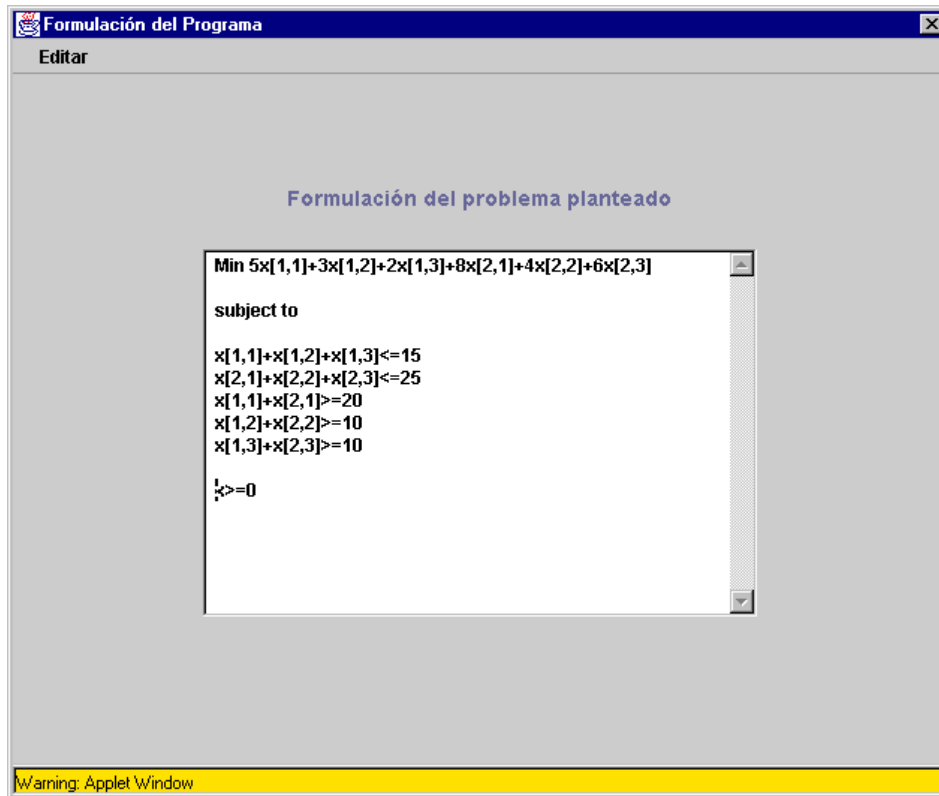 Formulación del Programa
Editar
Formulación del problema planteado
Min 5x[1,1]+3x[1,2]+2x[1,3]+8x[2,1]+4x[2,2]+6x[2,3]
subject to
x[1,1]+x[1,2]+x[1,3]<=15
x[2,1]+x[2,2]+x[2,3]<=25
x[1,1]+x[2,1]>=20
x[1,2]+x[2,2]>=10
x[1,3]+x[2,3]>=10
x>=0
Warning: Applet Window